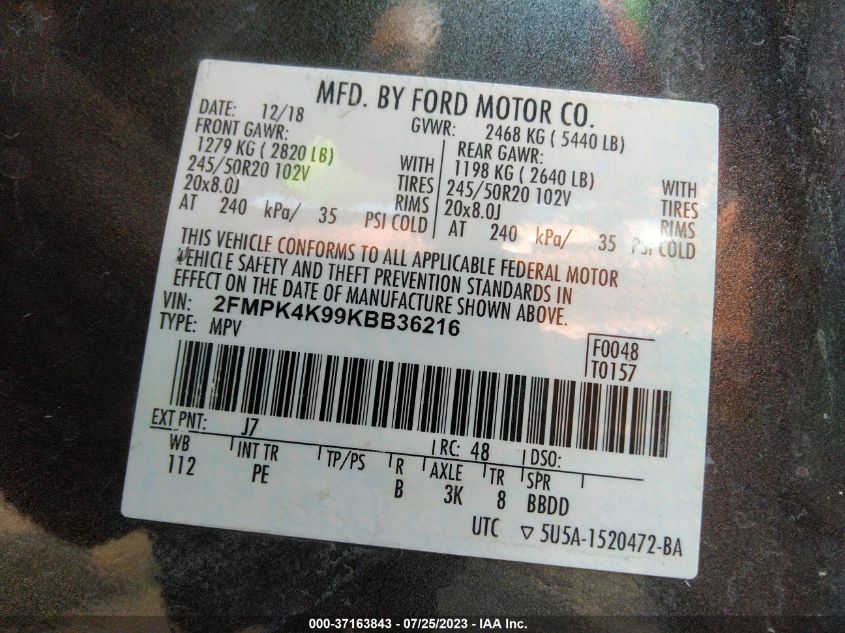 MFD. BY FORD MOTOR CO.
DATE: 12/18 GVWR: 2468 KG ( 5440 LB)
FRONT GAWR: REAR GAWR:
1279 KG ( 2820 LB) WITH 1198 KG ( 2640 LB) WITH
245/50R20 102V TIRES 245/50R20 102V TIRES
20x8.0J RIMS 20x8.0J RIMS
AT 240 kPa/ 35 PSI COLD AT 240 kPa/ 35 PSI COLD
THIS VEHICLE CONFORMS TO ALL APPLICABLE FEDERAL MOTOR
VEHICLE SAFETY AND THEFT PREVENTION STANDARDS IN
EFFECT ON THE DATE OF MANUFACTURE SHOWN ABOVE.
VIN: 2FMPK4K99KBB36216
TYPE: MPV
F0048
T0157
EXT PNT: J7 RC: 48 DSO:
WB INT TR TP/PS R AXLE TR SPR
112 PE B 3K 8 BBDD
UTC ▽ 5U5A-1520472-BA
000-37163843 / 07/25/2023 - IAA Inc.